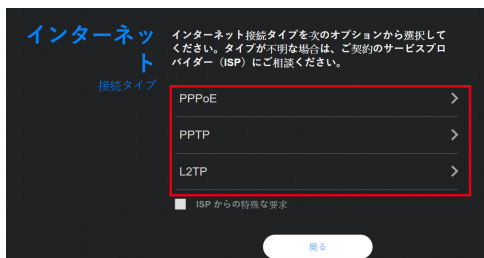 インターネッ
ト
接続タイプ
インターネット接続タイプを次のオプションから選択して
ください。タイプが不明な場合は、ご契約のサービスプロ
バイダー（ISP）にご相談ください。
PPPoE
PPTP
L2TP
ISP からの特殊な要求
戻る